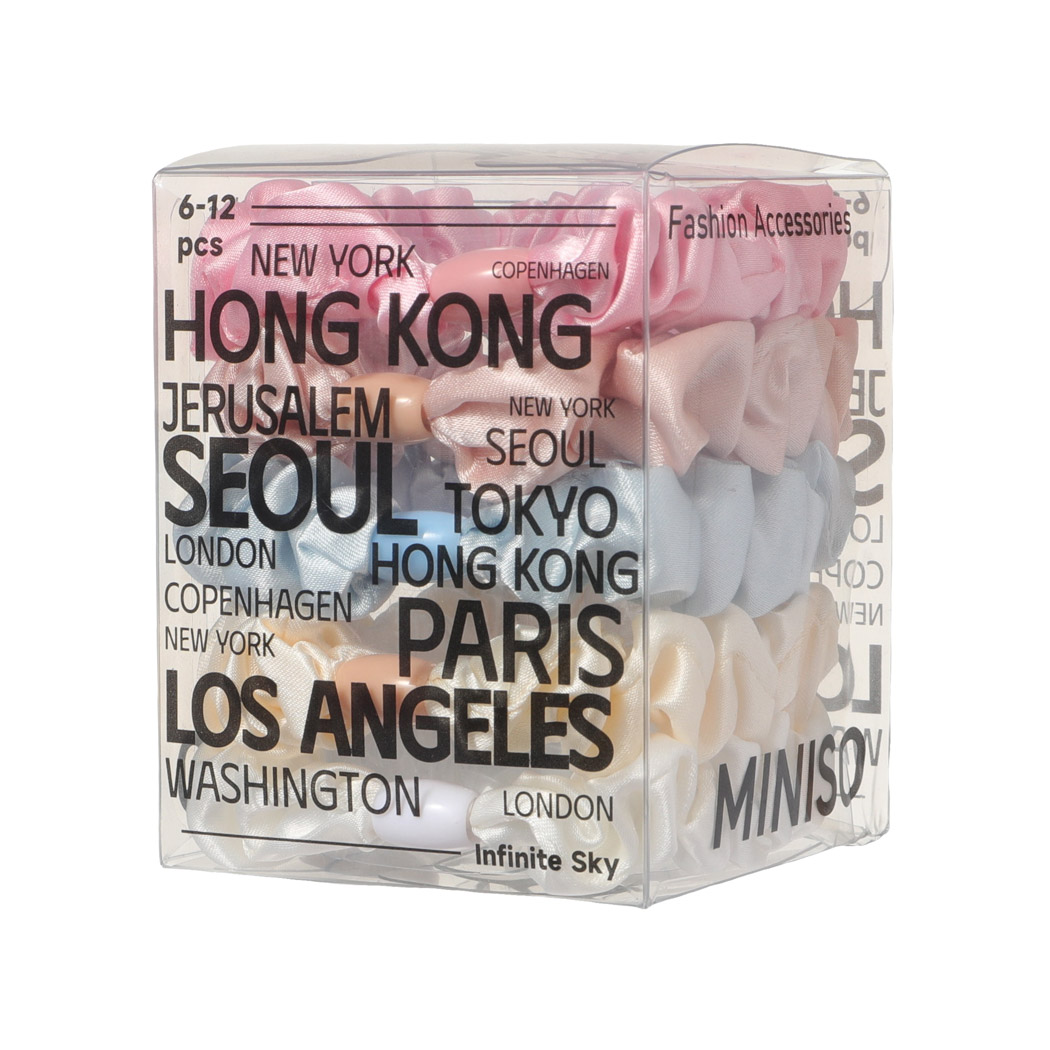 6-12
pcs
NEW YORK
COPENHAGEN
HONG KONG
JERUSALEM
NEW YORK
SEOUL
SEOUL
TOKYO
LONDON
HONG KONG
COPENHAGEN
PARIS
NEW YORK
LOS ANGELES
WASHINGTON
LONDON
Infinite Sky
Fashion Accessories
MINISO